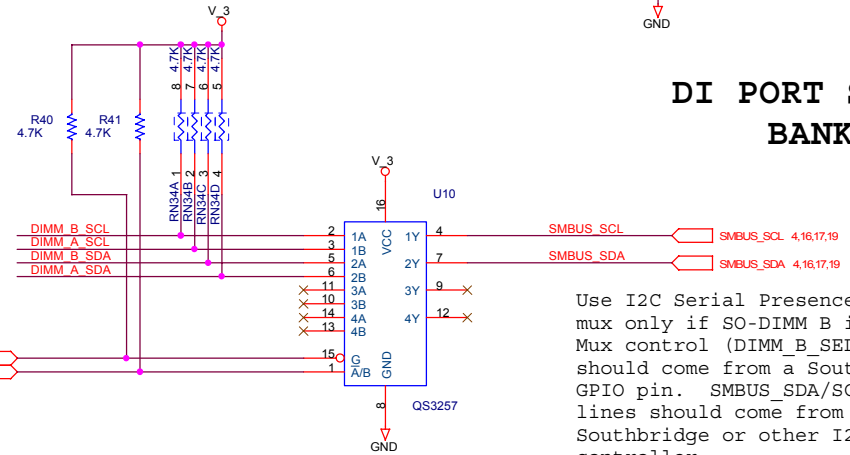 V_3
GND
DI PORT S
BANK
R40
4.7K
R41
4.7K
4.7K
4.7K
4.7K
4.7K
8
7
6
5
1
2
3
4
RN34A
RN34B
RN34C
RN34D
V_3
U10
16
DIMM_B_SCL
DIMM_A_SCL
DIMM_B_SDA
DIMM_A_SDA
2
3
5
6
11
10
14
13
15
1
1A
1B
2A
2B
3A
3B
4A
4B
G
A/B
VCC
GND
1Y
2Y
3Y
4Y
4
7
9
12
8
QS3257
GND
SMBUS_SCL
SMBUS_SDA
SMBUS_SCL 4,16,17,19
SMBUS_SDA 4,16,17,19
Use I2C Serial Presence
mux only if SO-DIMM B i
Mux control (DIMM_B_SEL
should come from a Sout
GPIO pin. SMBUS_SDA/SC
lines should come from
Southbridge or other I2